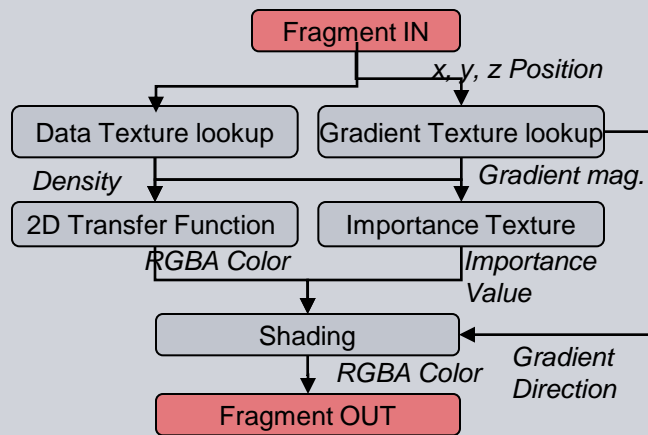 Fragment IN
x, y, z Position
Data Texture lookup
Gradient Texture lookup
Density
Gradient mag.
2D Transfer Function
Importance Texture
RGBA Color
Importance
Value
Shading
RGBA Color
Gradient
Direction
Fragment OUT